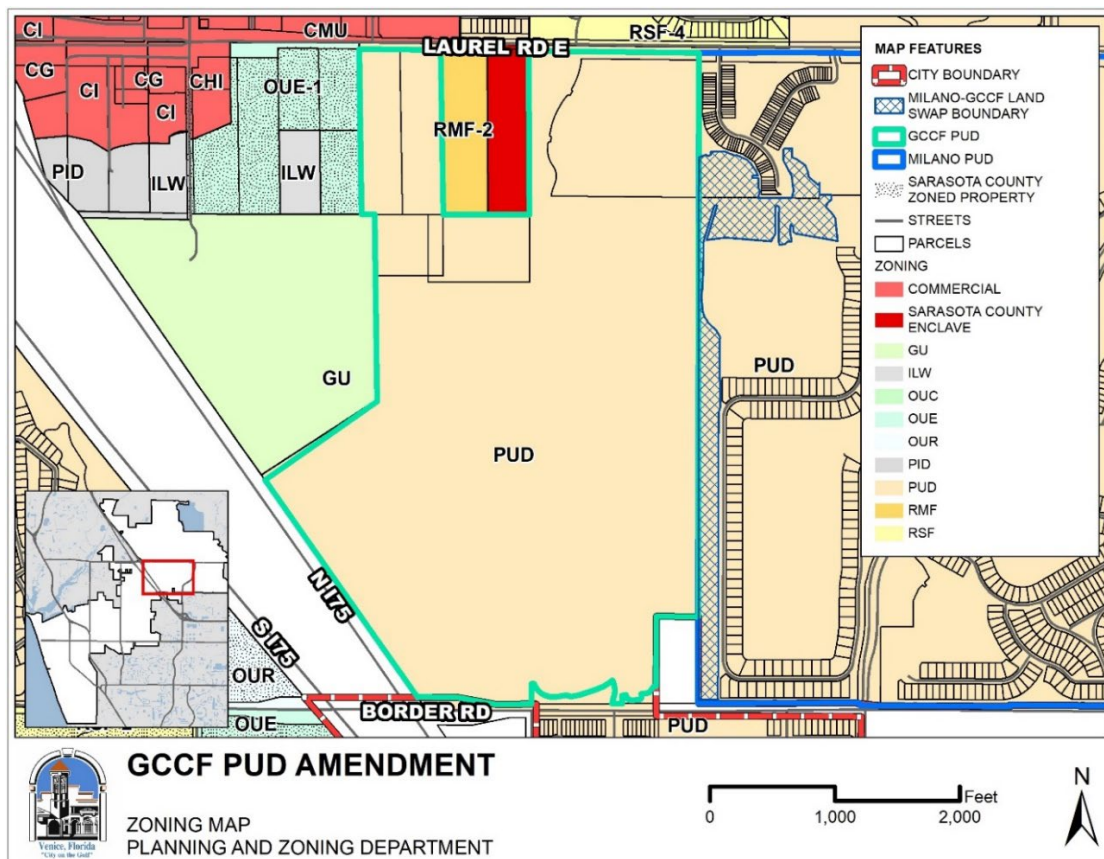 CI
CMU
LAUREL RD E
RSF-4
CG
CI
CG
CHI
CI
OUE-1
RMF-2
PID
ILW
ILW
GU
PUD
PUD
N I75
S I75
OUR
OUE
BORDER RD
PUD
MAP FEATURES
CITY BOUNDARY
MILANO-GCCF LAND
SWAP BOUNDARY
GCCF PUD
MILANO PUD
SARASOTA COUNTY
ZONED PROPERTY
STREETS
PARCELS
ZONING
COMMERCIAL
SARASOTA COUNTY
ENCLAVE
GU
ILW
OUC
OUE
OUR
PID
PUD
RMF
RSF
GCCF PUD AMENDMENT
ZONING MAP
PLANNING AND ZONING DEPARTMENT
Venice, Florida
"City on the Gulf"
Feet
0
1,000
2,000
N